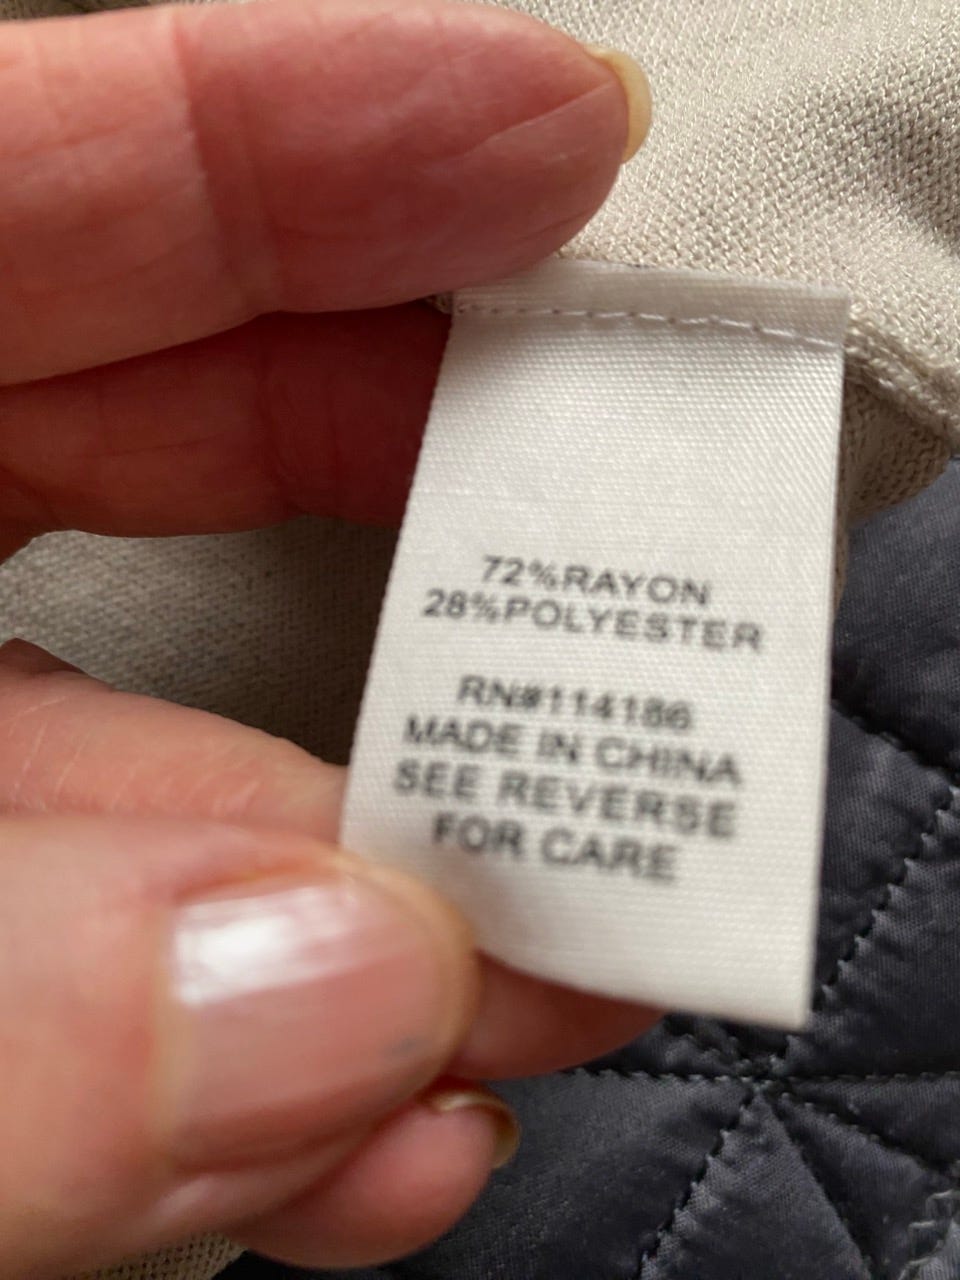 72%RAYON
28%POLYESTER
RN#114186
MADE IN CHINA
SEE REVERSE
FOR CARE